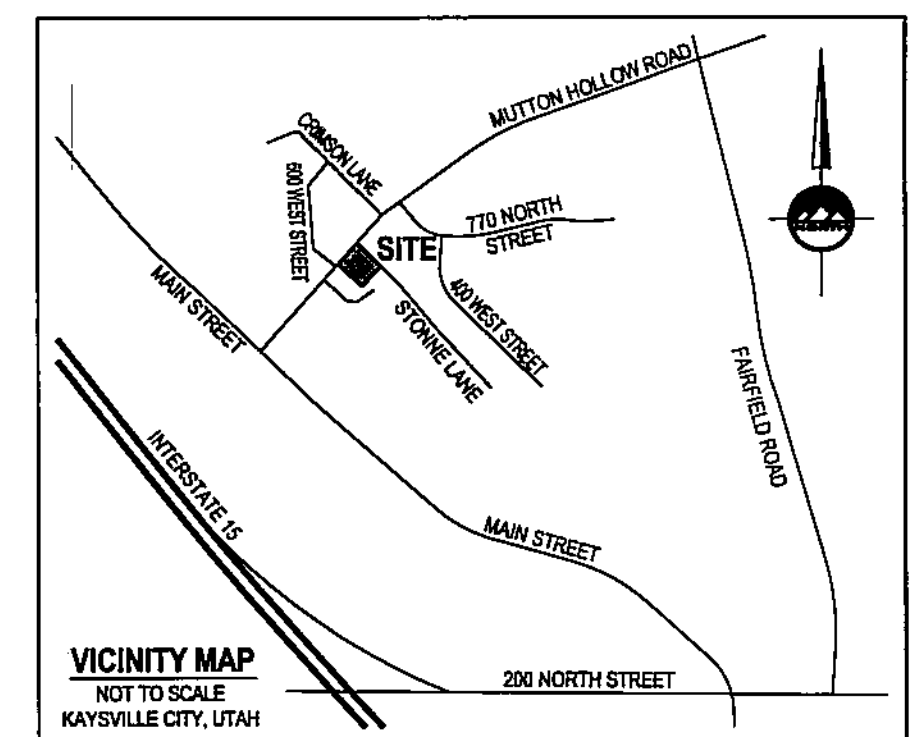 MUTTON HOLLOW ROAD
CRIMSON LANE
600 WEST STREET
770 NORTH
STREET
SITE
400 WEST STREET
STONNE LANE
MAIN STREET
FAIRFIELD ROAD
INTERSTATE 15
MAIN STREET
200 NORTH STREET
VICINITY MAP
NOT TO SCALE
KAYSVILLE CITY, UTAH
NORTH